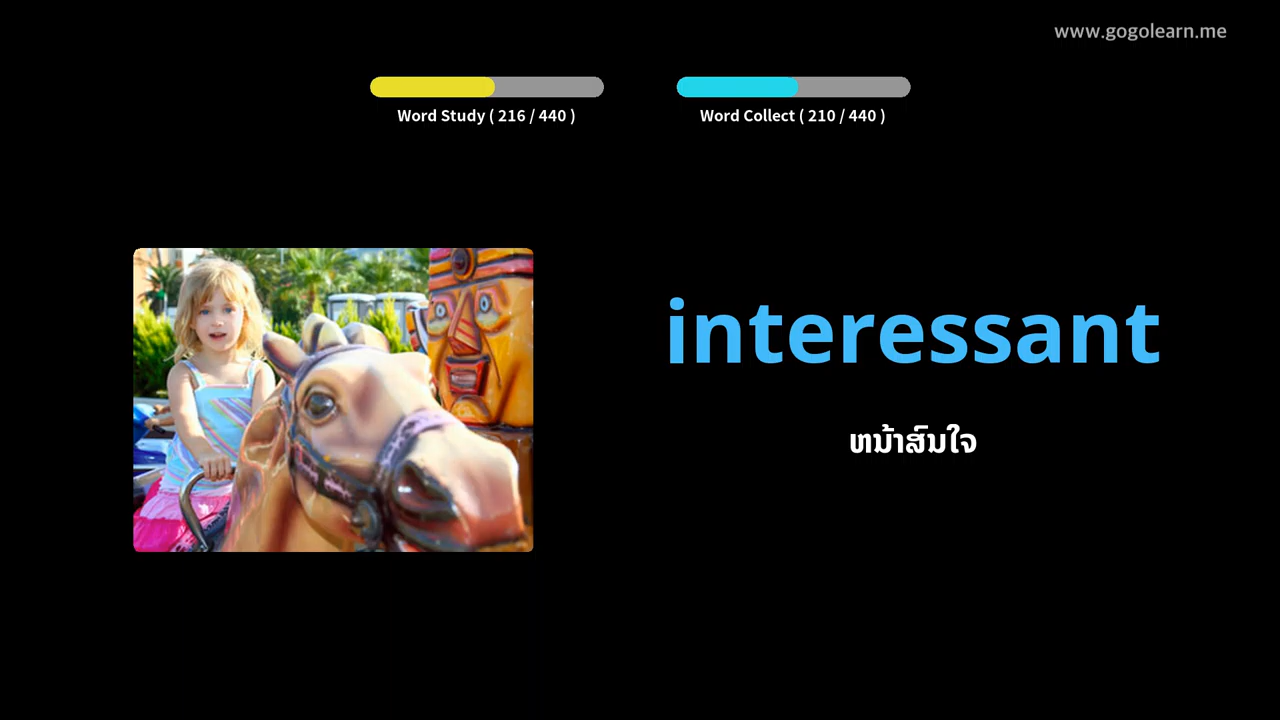 www.gogolearn.me
Word Study ( 216 / 440 )
Word Collect ( 210 / 440 )
interessant
ຫນ້າສົນໃຈ